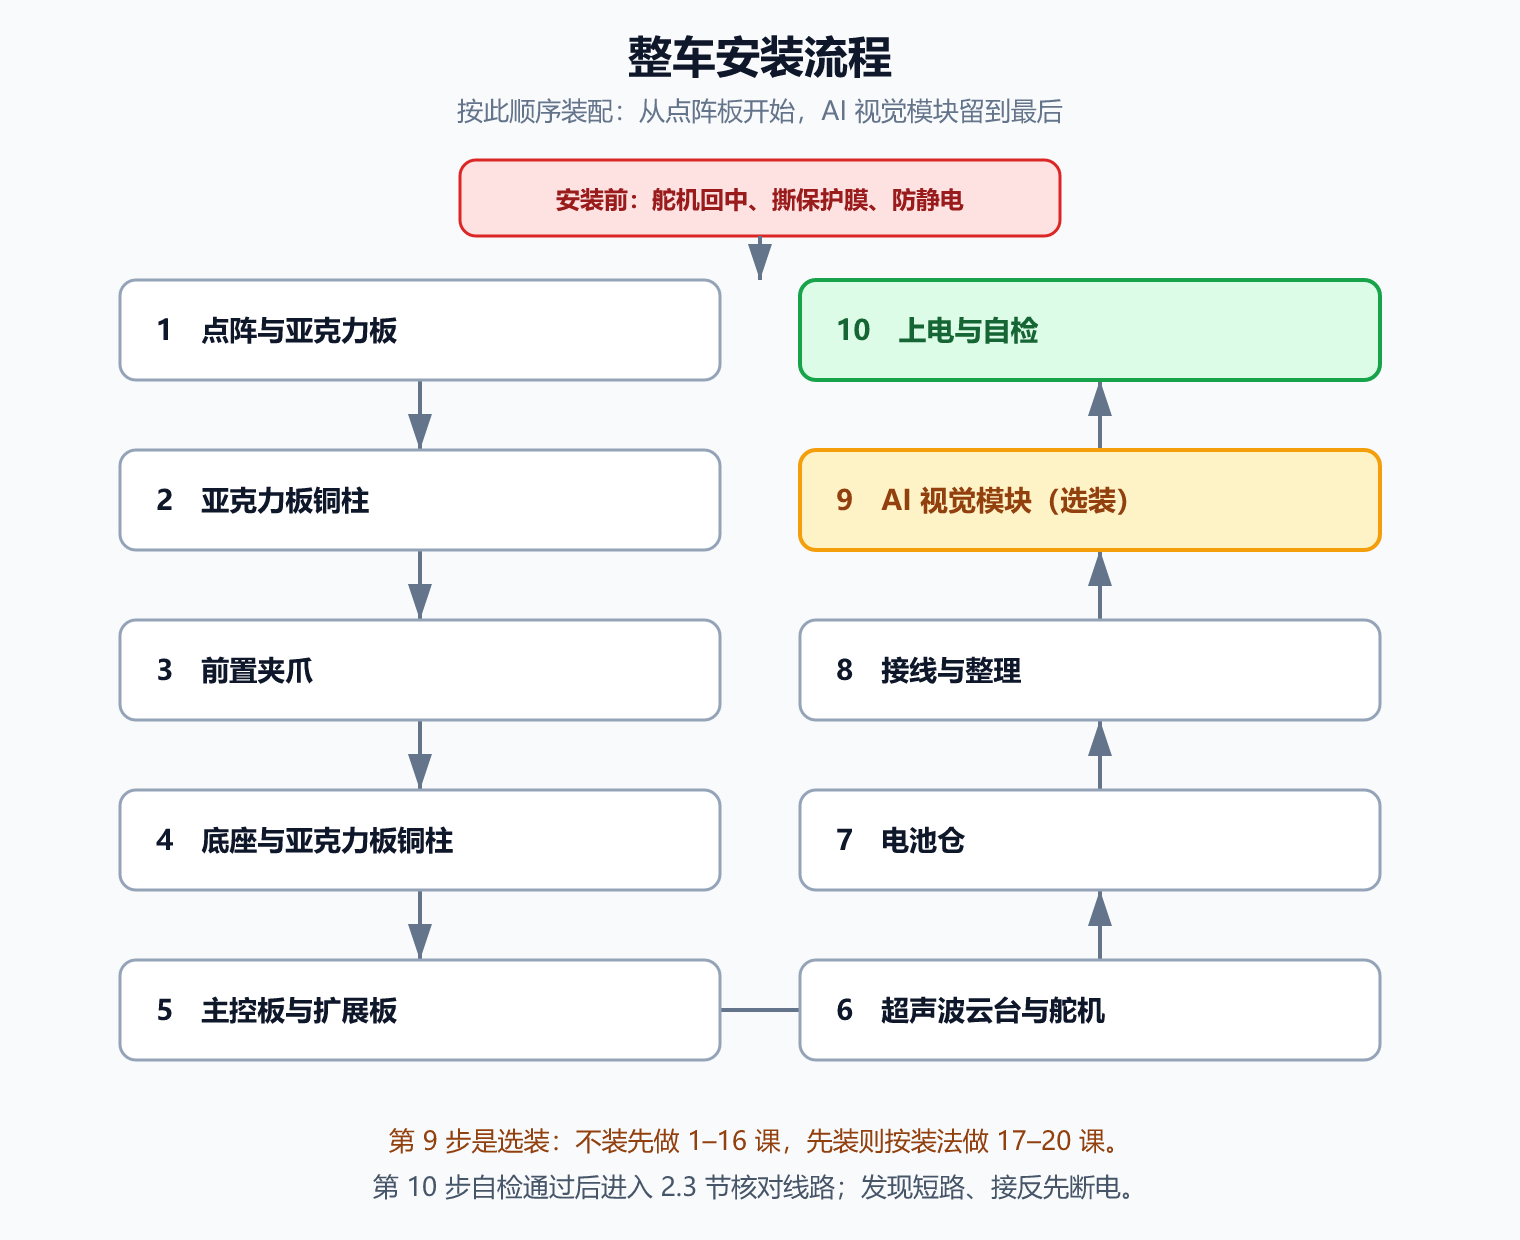 整车安装流程
按此顺序装配：从点阵板开始，AI 视觉模块留到最后
安装前：舵机回中、撕保护膜、防静电
1 点阵与亚克力板
2 亚克力板铜柱
3 前置夹爪
4 底座与亚克力板铜柱
5 主控板与扩展板
6 超声波云台与舵机
7 电池仓
8 接线与整理
9 AI 视觉模块（选装）
10 上电与自检
第 9 步是选装：不装先做 1–16 课，先装则按装法做 17–20 课。
第 10 步自检通过后进入 2.3 节核对线路；发现短路、接反先断电。